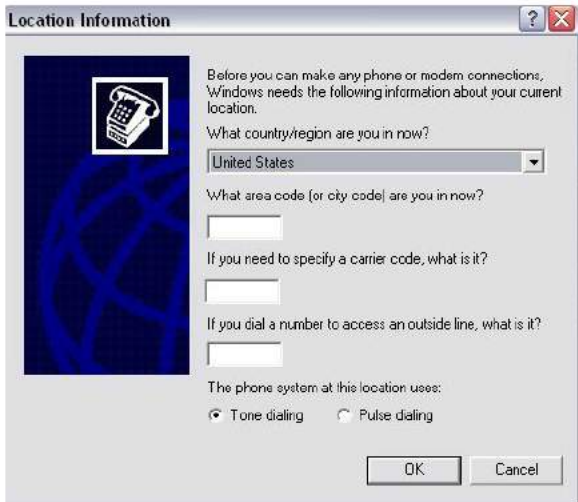 Location Information
Before you can make any phone or modem connections,
Windows needs the following information about your current
location.
What country/region are you in now?
United States
What area code (or city code) are you in now?
If you need to specify a carrier code, what is it?
If you dial a number to access an outside line, what is it?
The phone system at this location uses:
Tone dialing Pulse dialing
OK Cancel